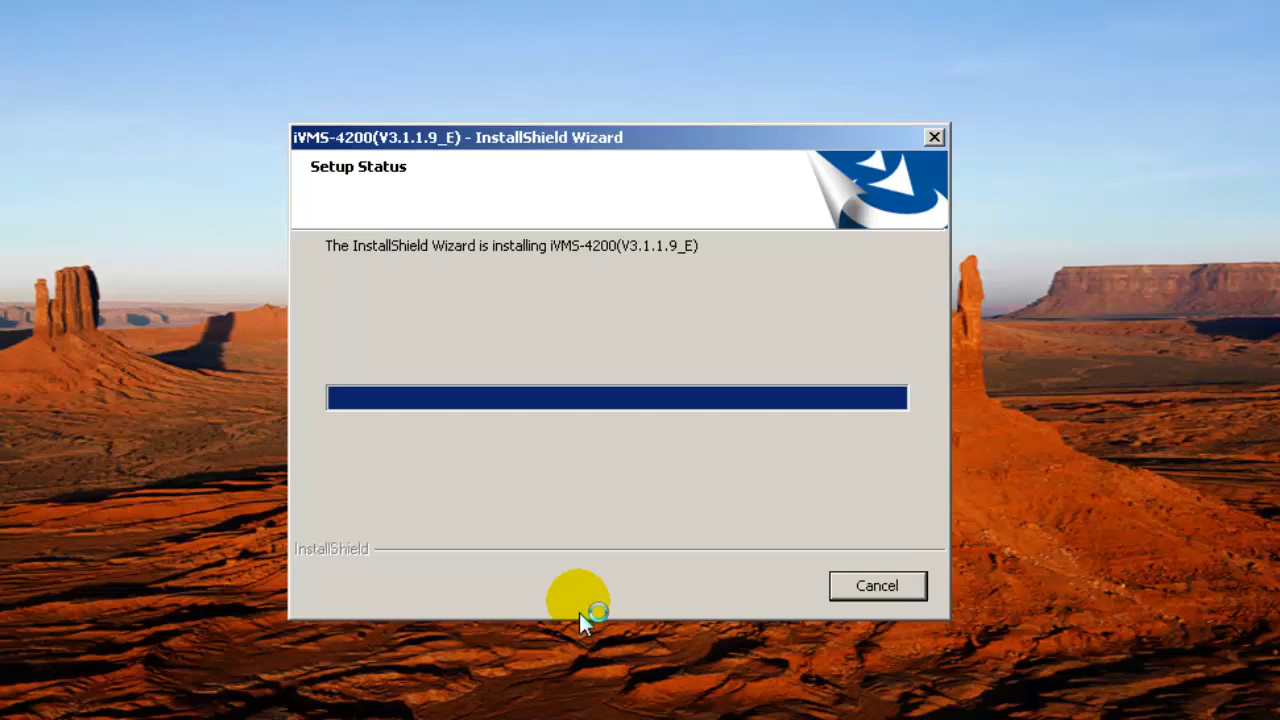 iVMS-4200(V3.1.1.9_E) - InstallShield Wizard
Setup Status
The InstallShield Wizard is installing iVMS-4200(V3.1.1.9_E)
InstallShield
Cancel